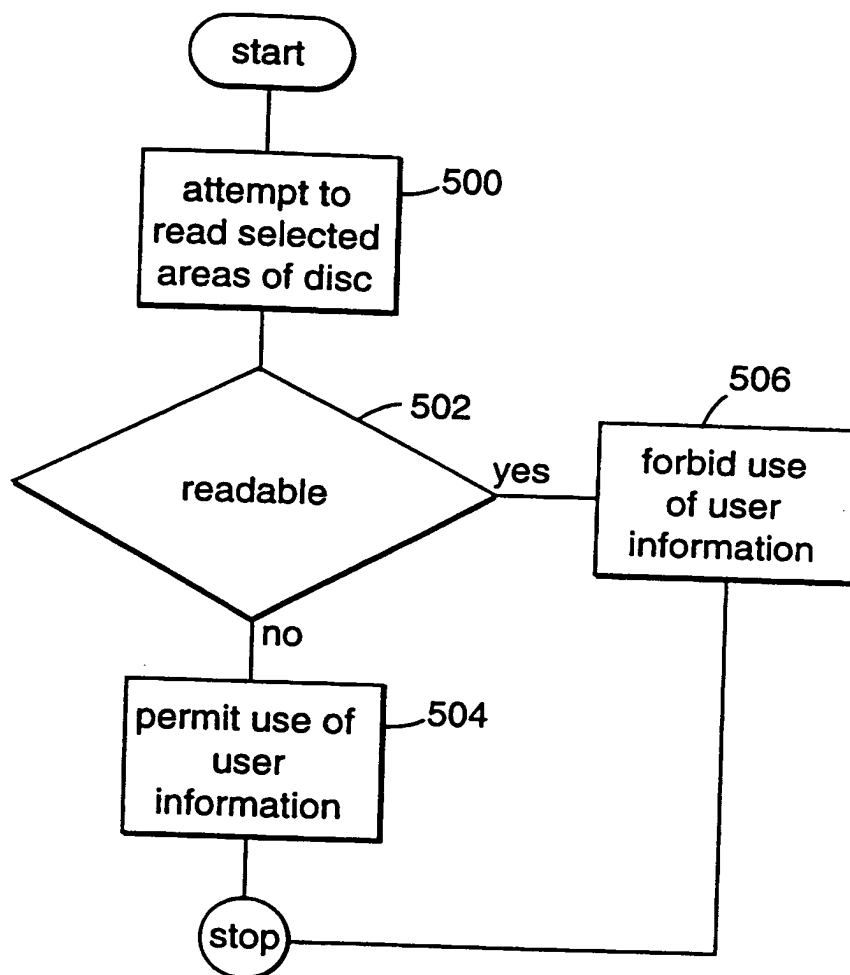 start
attempt to
read selected
areas of disc
500
readable
502
yes
506
forbid use
of user
information
no
permit use of
user
information
504
stop